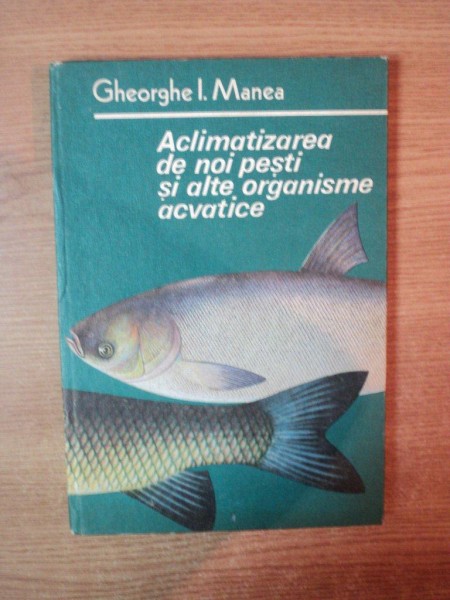 Gheorghe I. Manea
Aclimatizarea
de noi pești
și alte organisme
acvatice